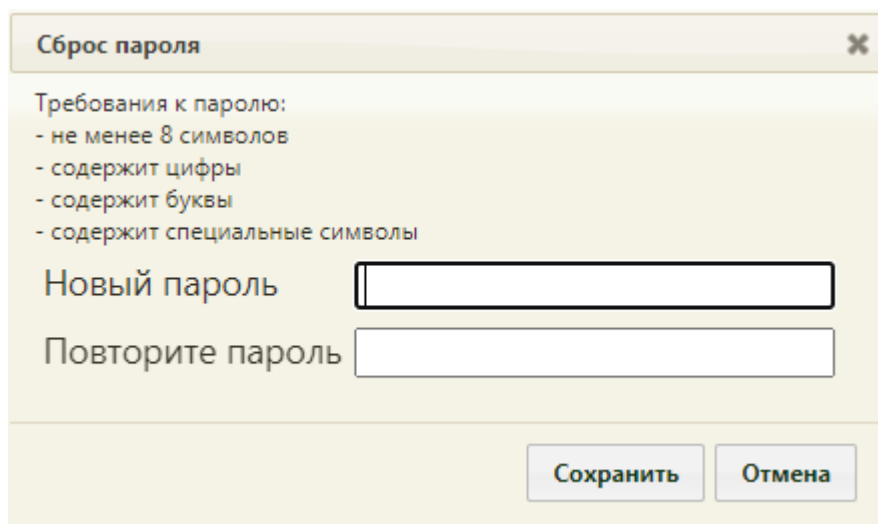 Сброс пароля
Требования к паролю:
- не менее 8 символов
- содержит цифры
- содержит буквы
- содержит специальные символы
Новый пароль
Повторите пароль
Сохранить Отмена